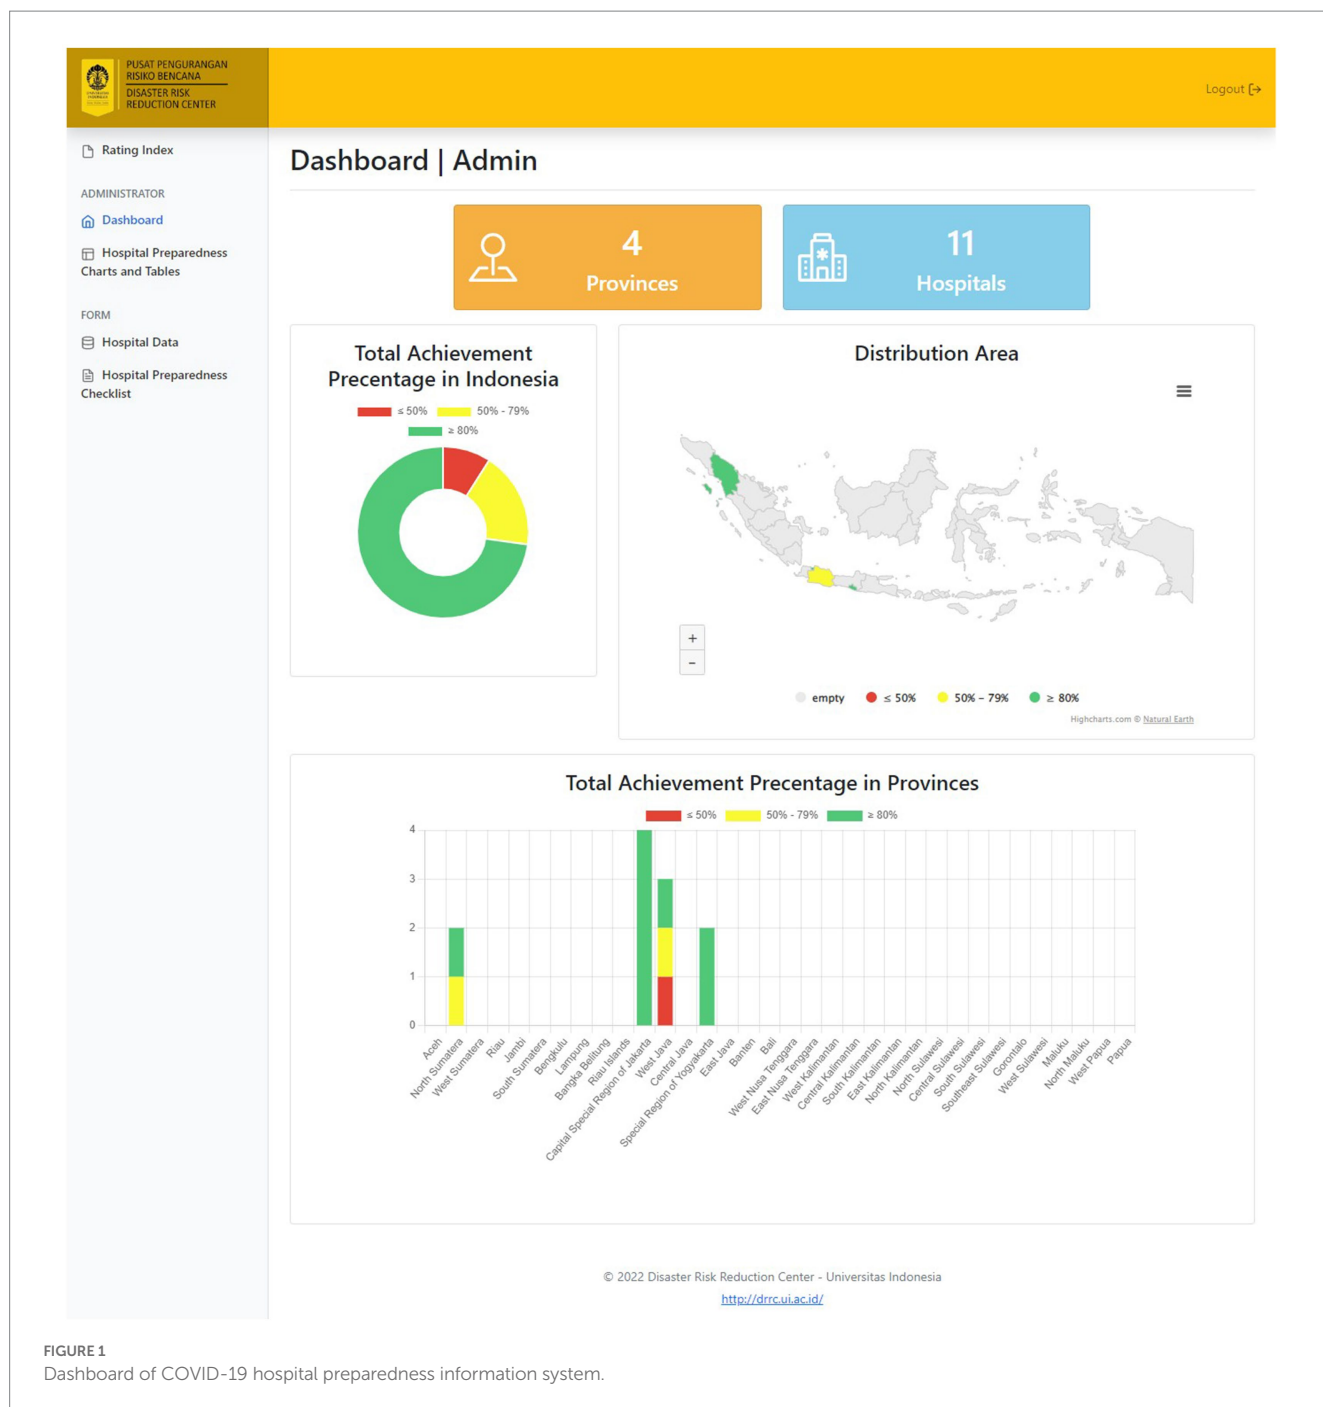 PUSAT PENGURANGAN
RISIKO BENCANA
DISASTER RISK
REDUCTION CENTER
Logout
Rating Index
ADMINISTRATOR
Dashboard
Hospital Preparedness
Charts and Tables
FORM
Hospital Data
Hospital Preparedness
Checklist
Dashboard | Admin
4
Provinces
11
Hospitals
Total Achievement
Precentage in Indonesia
≤ 50%
50% - 79%
≥ 80%
Distribution Area
+
−
empty
≤ 50%
50% – 79%
≥ 80%
Highcharts.com © Natural Earth
Total Achievement Precentage in Provinces
≤ 50%
50% - 79%
≥ 80%
4
3
2
1
0
Aceh
North Sumatera
West Sumatera
Riau
Jambi
South Sumatera
Bengkulu
Lampung
Bangka Belitung
Riau Islands
Capital Special Region of Jakarta
West Java
Central Java
Special Region of Yogyakarta
East Java
Banten
Bali
West Nusa Tenggara
East Nusa Tenggara
West Kalimantan
Central Kalimantan
South Kalimantan
East Kalimantan
North Kalimantan
North Sulawesi
Central Sulawesi
South Sulawesi
Southeast Sulawesi
Gorontalo
West Sulawesi
Maluku
North Maluku
West Papua
Papua
© 2022 Disaster Risk Reduction Center - Universitas Indonesia
http://drrc.ui.ac.id/
FIGURE 1
Dashboard of COVID-19 hospital preparedness information system.